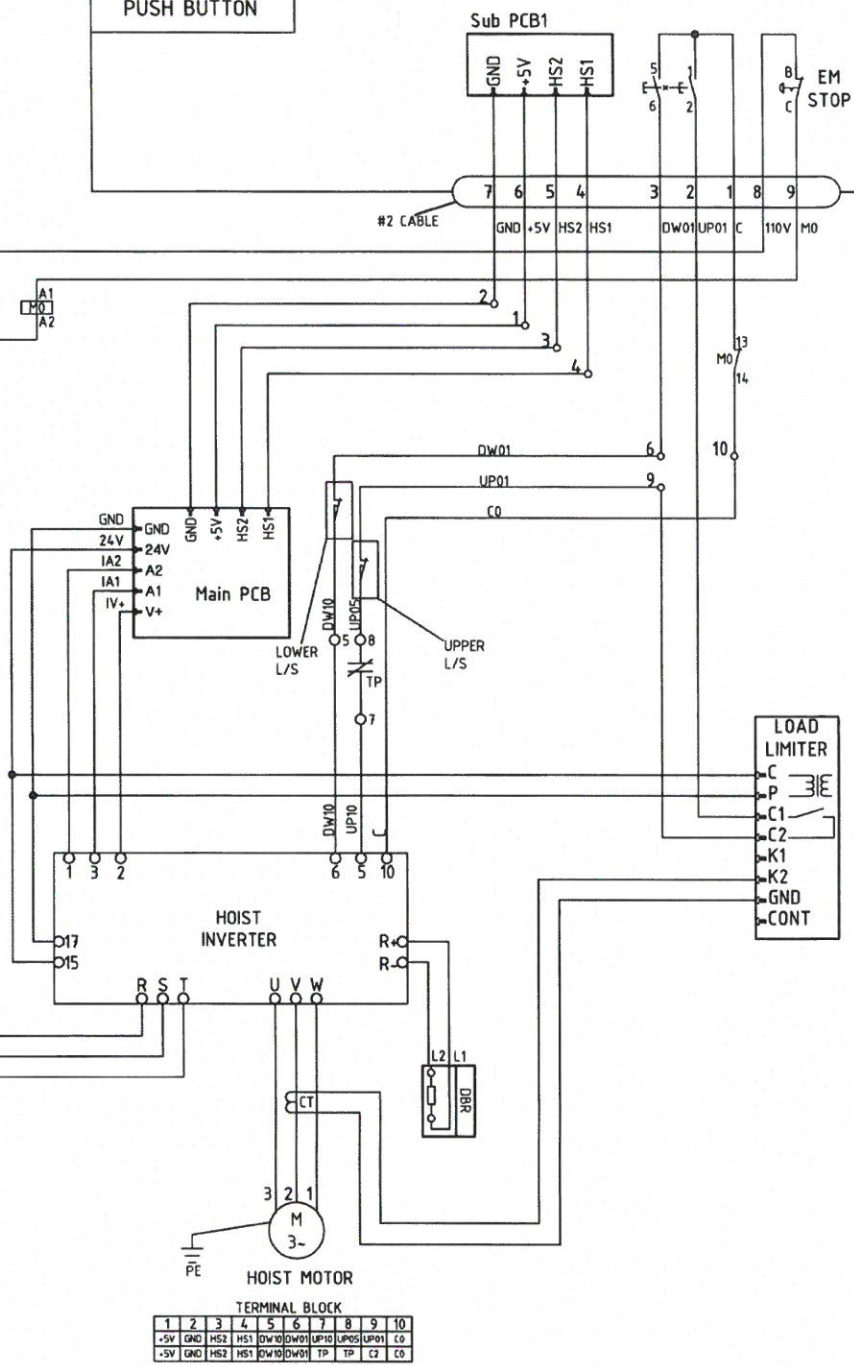 PUSH BUTTON
Sub PCB1
GND +5V HS2 HS1
5 1 B EM
STOP
6 2 C
7 6 5 4 3 2 1 8 9
#2 CABLE
GND +5V HS2 HS1 DW01 UP01 C 110V M0
A1
M0
A2
2
1
3
4
13
M0
14
DW01 6 10
UP01 9
C0
GND GND
24V 24V
IA2 A2
IA1 A1
IV+ V+
GND +5V HS2 HS1
Main PCB
DW10 UP05
5 8
LOWER
L/S
UPPER
L/S
TP
7
LOAD
LIMITER
C
P
C1
C2
K1
K2
GND
CONT
DW10 UP10 C
1 3 2 6 5 10
HOIST
INVERTER
17
15
R+
R-
R S T U V W
L2 L1
DBR
CT
3 2 1
M
3~
PE
HOIST MOTOR
TERMINAL BLOCK
1 2 3 4 5 6 7 8 9 10
+5V GND HS2 HS1 DW10 DW01 UP10 UP05 UP01 C0
+5V GND HS2 HS1 DW10 DW01 TP TP C2 C0